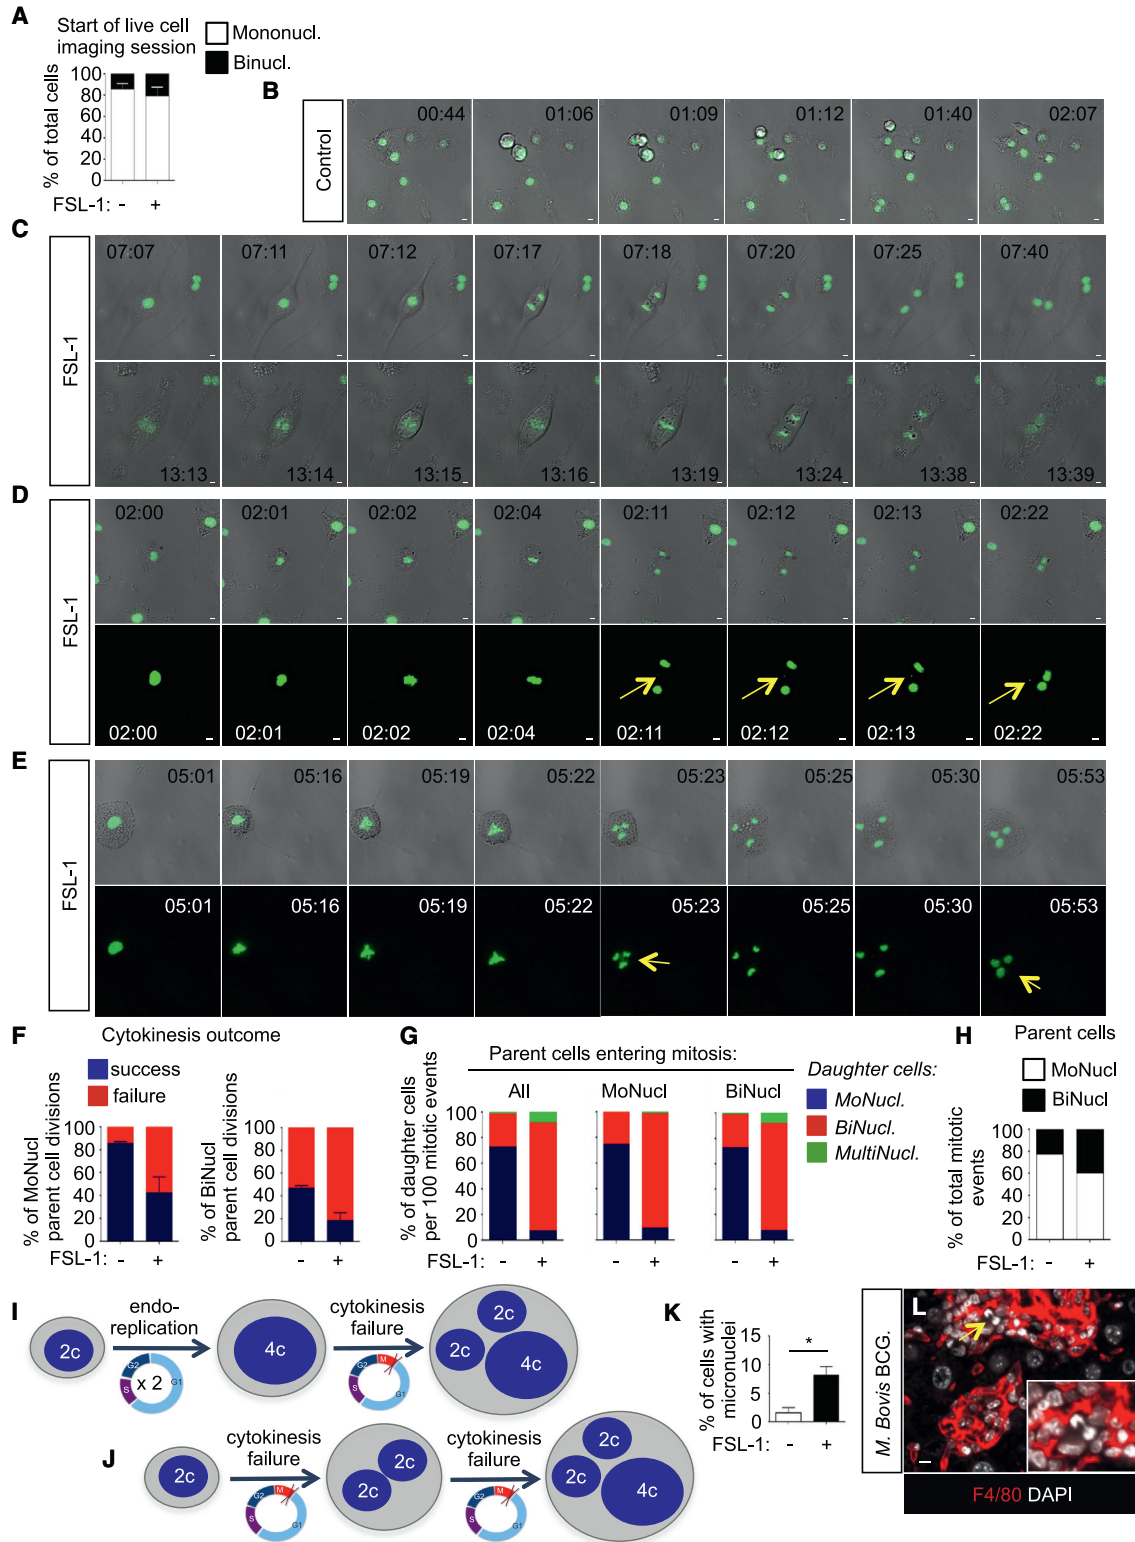 A
Start of live cell
imaging session
Mononucl.
Binucl.
% of total cells
100
80
60
40
20
0
FSL-1: - +
B
Control
00:44 01:06 01:09 01:12 01:40 02:07
C
FSL-1
07:07 07:11 07:12 07:17 07:18 07:20 07:25 07:40
13:13 13:14 13:15 13:16 13:19 13:24 13:38 13:39
D
FSL-1
02:00 02:01 02:02 02:04 02:11 02:12 02:13 02:22
02:00 02:01 02:02 02:04 02:11 02:12 02:13 02:22
E
FSL-1
05:01 05:16 05:19 05:22 05:23 05:25 05:30 05:53
05:01 05:16 05:19 05:22 05:23 05:25 05:30 05:53
F
Cytokinesis outcome
success
failure
% of MoNucl
parent cell divisions
100
80
60
40
20
0
FSL-1: - +
% of BiNucl
parent cell divisions
100
80
60
40
20
0
- +
G
Parent cells entering mitosis:
All MoNucl BiNucl
% of daughter cells
per 100 mitotic events
100
80
60
40
20
0
FSL-1: - + - + - +
Daughter cells:
MoNucl.
BiNucl.
MultiNucl.
H
Parent cells
MoNucl
BiNucl
% of total mitotic
events
100
80
60
40
20
0
FSL-1: - +
I
2c
endo-
replication
G2
S
G1
x 2
4c
cytokinesis
failure
G2
M
S
G1
2c
2c
4c
J
2c
cytokinesis
failure
G2
M
S
G1
2c
2c
cytokinesis
failure
G2
M
S
G1
2c
2c
4c
K
% of cells with
micronuclei
15
10
5
0
*
FSL-1: - +
L
M. Bovis BCG.
F4/80 DAPI